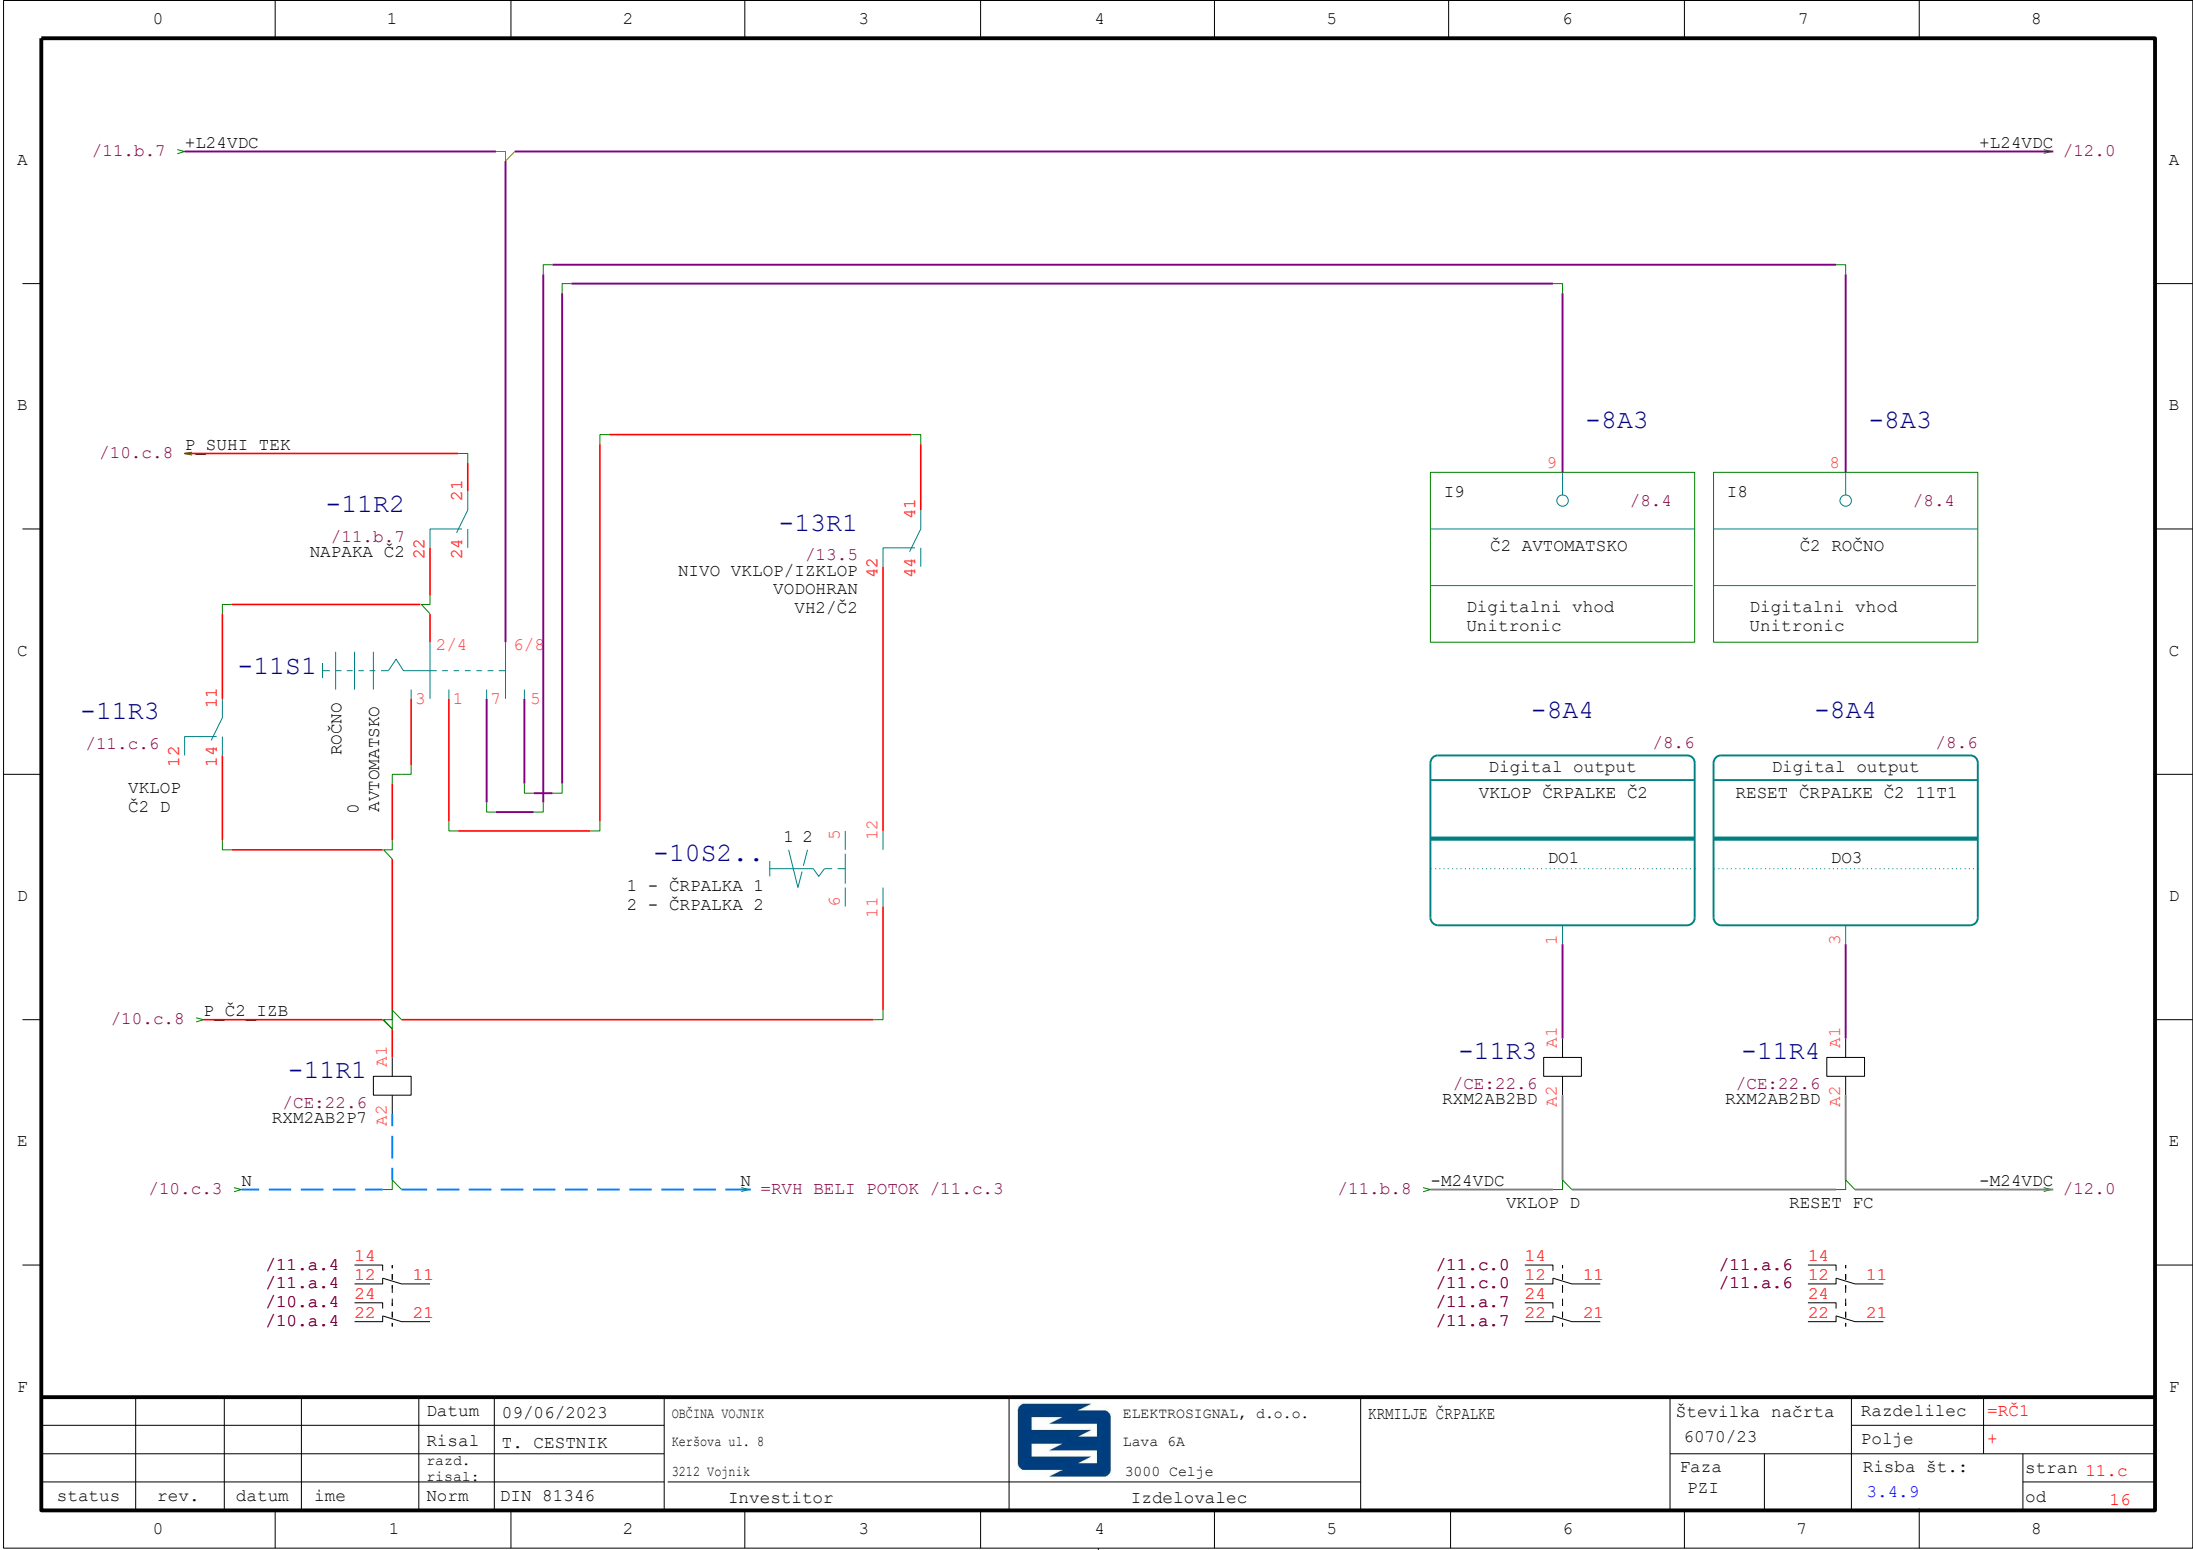 0 1 2 3 4 5 6 7 8
A A
/11.b.7 +L24VDC +L24VDC /12.0
B B
-8A3 -8A3
/10.c.8 P_SUHI TEK
9 8
I9 /8.4 I8 /8.4
-11R2 21
/11.b.7
NAPAKA Č2 22 24
-13R1 41
/13.5
NIVO VKLOP/IZKLOP 42 44
VODOHRAN
VH2/Č2
Č2 AVTOMATSKO Č2 ROČNO
Digitalni vhod Digitalni vhod
Unitronic Unitronic
C C
2/4 6/8
-11S1
3 1 7 5
ROČNO
0
AVTOMATSKO
-11R3 11
/11.c.6
12 14
VKLOP
Č2 D
-8A4 -8A4
/8.6 /8.6
Digital output Digital output
VKLOP ČRPALKE Č2 RESET ČRPALKE Č2 11T1
DO1 DO3
1 2 5 12
-10S2..
1 - ČRPALKA 1
2 - ČRPALKA 2
6 11
D D
1 3
/10.c.8 P_Č2_IZB
-11R1 A1
/CE:22.6
RXM2AB2P7 A2
-11R3 A1
/CE:22.6
RXM2AB2BD A2
-11R4 A1
/CE:22.6
RXM2AB2BD A2
E E
/10.c.3 N N =RVH BELI POTOK /11.c.3
/11.b.8 -M24VDC -M24VDC /12.0
VKLOP D RESET FC
/11.a.4 14
/11.a.4 12 11
/10.a.4 24
/10.a.4 22 21
/11.c.0 14
/11.c.0 12 11
/11.a.7 24
/11.a.7 22 21
/11.a.6 14
/11.a.6 12 11
24
22 21
F F
Datum 09/06/2023
Risal T. CESTNIK
razd.
risal:
status rev. datum ime Norm DIN 81346
OBČINA VOJNIK
Keršova ul. 8
3212 Vojnik
Investitor
ELEKTROSIGNAL, d.o.o.
Lava 6A
3000 Celje
Izdelovalec
KRMILJE ČRPALKE
Številka načrta
6070/23
Razdelilec =RČ1
Polje +
Faza
PZI
Risba št.:
3.4.9
stran 11.c
od 16
0 1 2 3 4 5 6 7 8